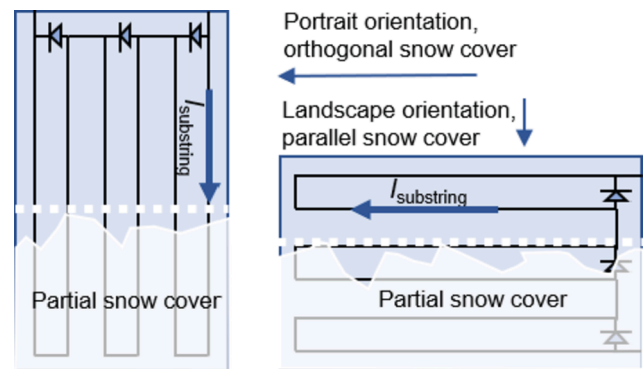 Portrait orientation,
orthogonal snow cover
Landscape orientation,
parallel snow cover
Isubstring
Partial snow cover
Isubstring
Partial snow cover